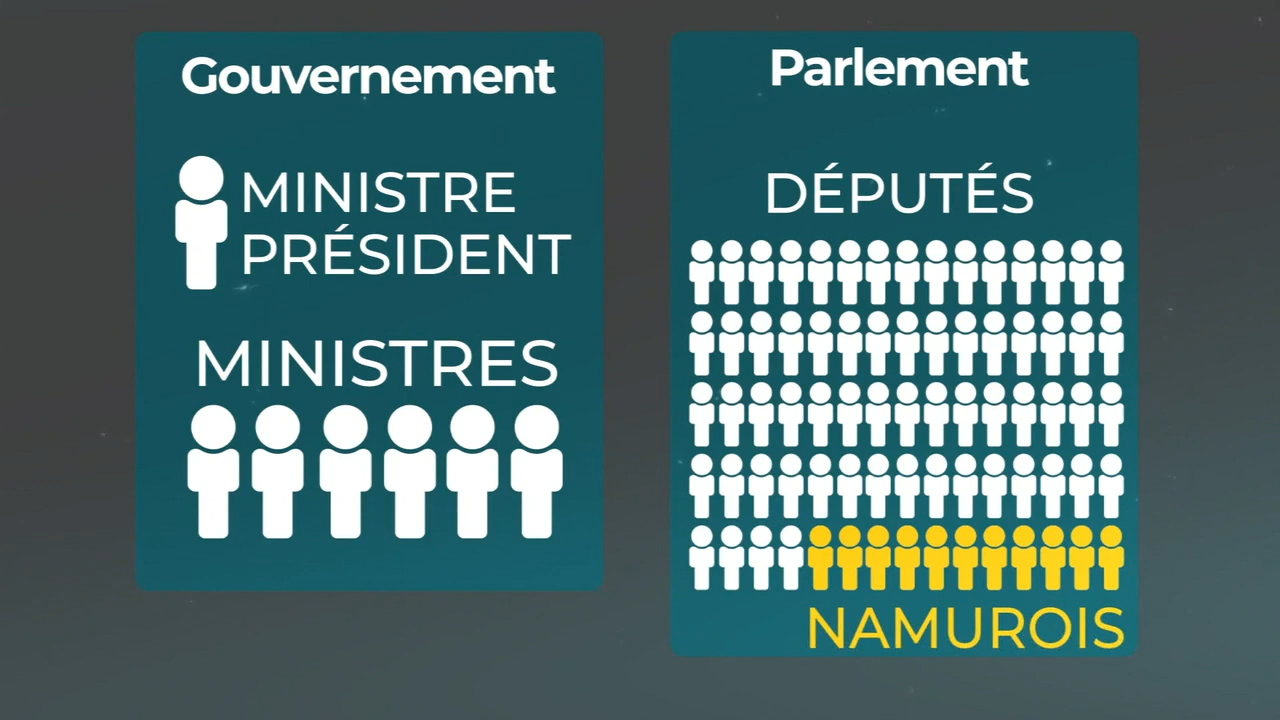 Gouvernement
MINISTRE
PRÉSIDENT
MINISTRES
Parlement
DÉPUTÉS
NAMUROIS